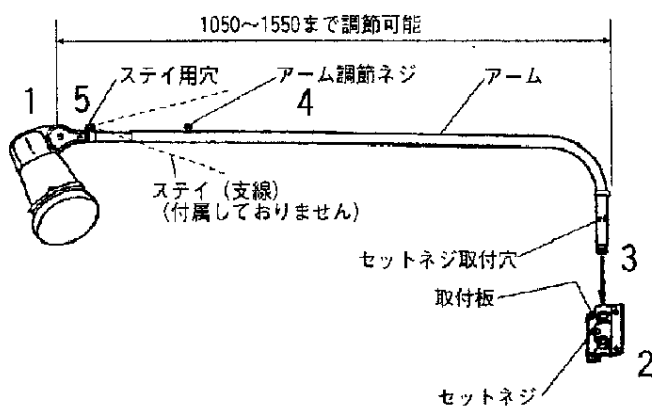 1050～1550まで調節可能
ステイ用穴
アーム調節ネジ
アーム
1
5
4
ステイ（支線）
（付属しておりません）
セットネジ取付穴
3
取付板
2
セットネジ